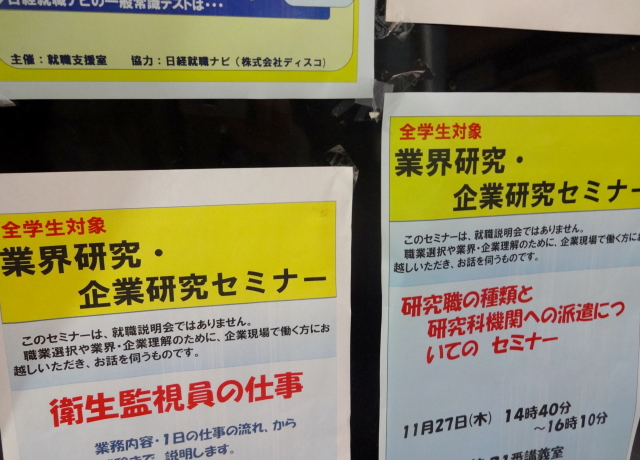 日経就職ナビの一般常識テストは・・・
主催：就職支援室　協力：日経就職ナビ（株式会社ディスコ）
全学生対象
業界研究・
企業研究セミナー
このセミナーは、就職説明会ではありません。
職業選択や業界・企業理解のために、企業現場で働く方にお
越しいただき、お話を伺うものです。
衛生監視員の仕事
業務内容・1日の仕事の流れ、から
まで、説明します。
全学生対象
業界研究・
企業研究セミナー
このセミナーは、就職説明会ではありません。
職業選択や業界・企業理解のために、企業現場で働く方にお
越しいただき、お話を伺うものです。
研究職の種類と
研究科機関への派遣につ
いての セミナー
11月27日(木) 14時40分
～16時10分
21番講義室